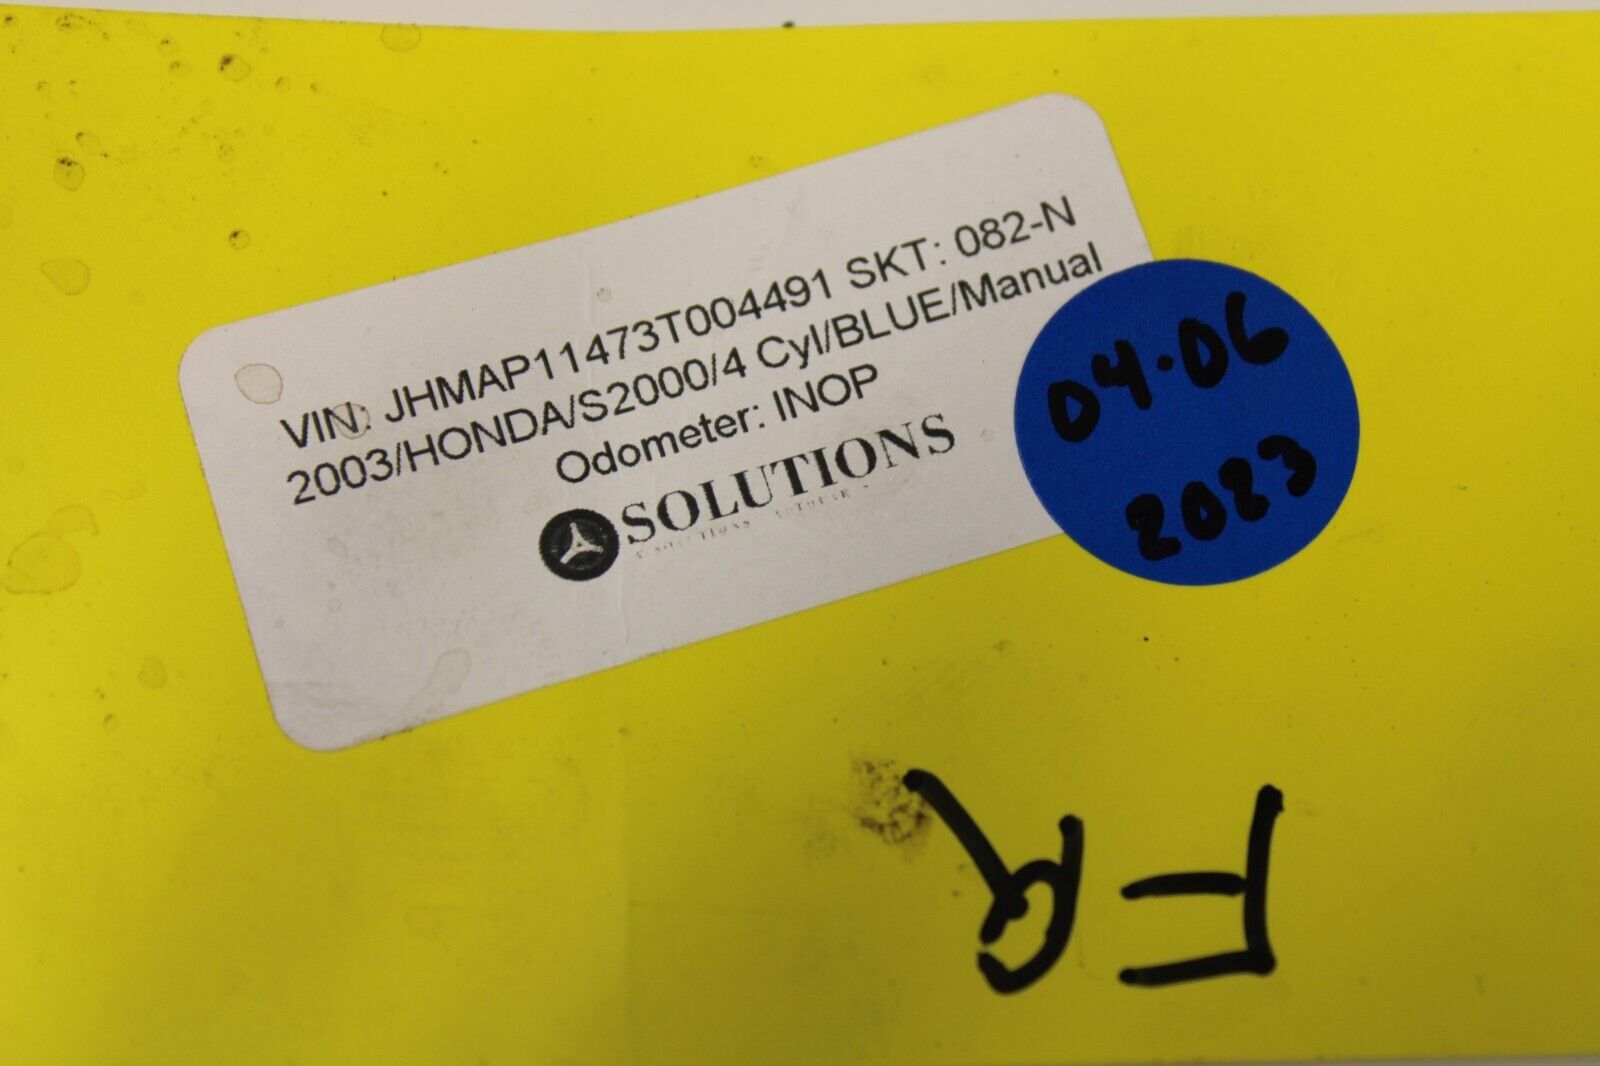 VIN: JHMAP11473T004491 SKT: 082-N
2003/HONDA/S2000/4 Cyl/BLUE/Manual
Odometer: INOP
SOLUTIONS
04.06
2023
FR